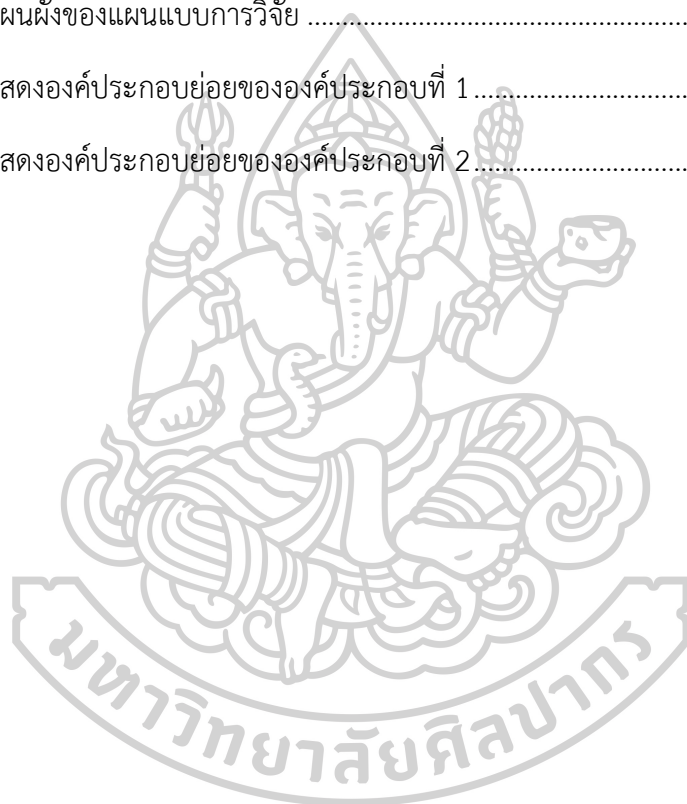 ผนผังของแผนแบบการวิจัย ........................................................
สดงองค์ประกอบย่อยขององค์ประกอบที่ 1 ................................
สดงองค์ประกอบย่อยขององค์ประกอบที่ 2 ................................
มหาวิทยาลัยศิลปากร